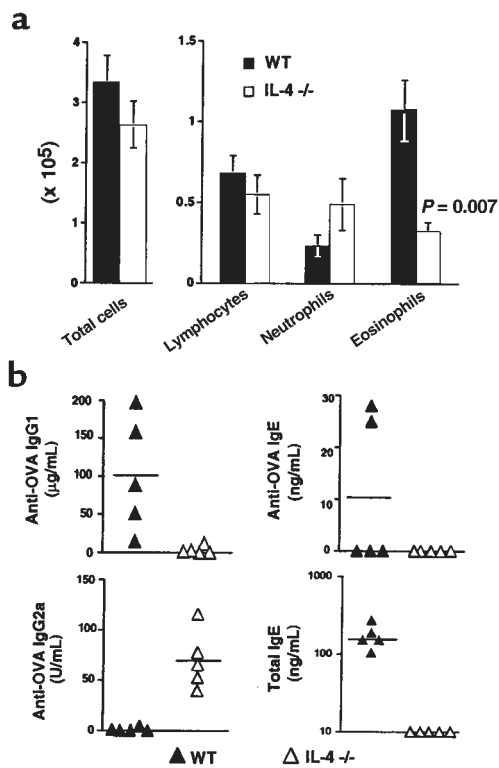 a
(x 10⁵)
4
3
2
1
0
1.5
1
0.5
0
WT
IL-4 -/-
P = 0.007
Total cells
Lymphocytes
Neutrophils
Eosinophils
b
Anti-OVA IgG1
(µg/mL)
200
150
100
50
0
Anti-OVA IgE
(ng/mL)
30
20
10
0
Anti-OVA IgG2a
(U/mL)
150
100
50
0
Total IgE
(ng/mL)
1000
100
10
WT
IL-4 -/-